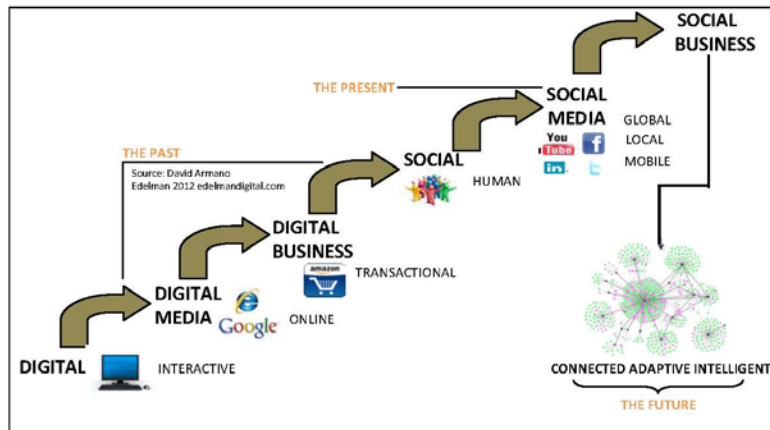 SOCIAL
BUSINESS
THE PRESENT
SOCIAL
MEDIA
GLOBAL
LOCAL
MOBILE
You
Tube
f
in
t
THE PAST
Source: David Armano
Edelman 2012 edelmandigital.com
SOCIAL
HUMAN
DIGITAL
BUSINESS
amazon
TRANSACTIONAL
DIGITAL
MEDIA
Google
ONLINE
DIGITAL
INTERACTIVE
CONNECTED ADAPTIVE INTELLIGENT
THE FUTURE